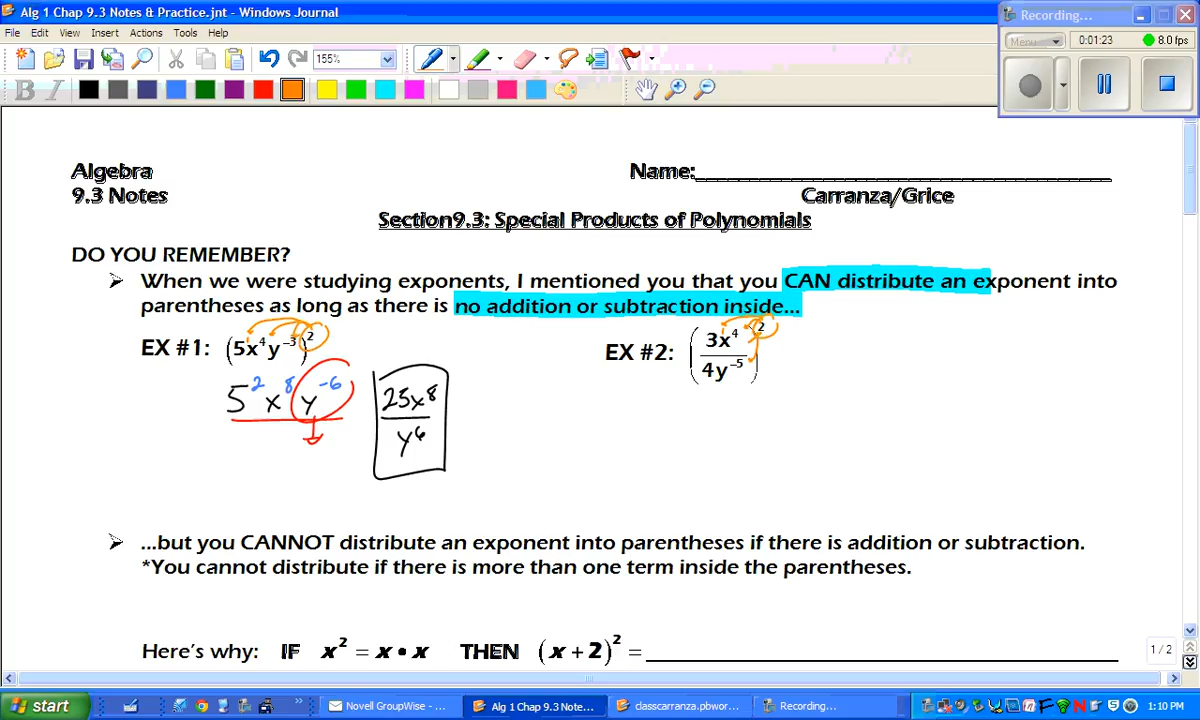 Alg 1 Chap 9.3 Notes & Practice.jnt - Windows Journal
Recording...
File Edit View Insert Actions Tools Help
Menu 0:01:23 8.0 fps
155%
B I
Algebra Name:
9.3 Notes Carranza/Grice
Section9.3: Special Products of Polynomials
DO YOU REMEMBER?
➢ When we were studying exponents, I mentioned you that you CAN distribute an exponent into
parentheses as long as there is no addition or subtraction inside...
EX #1: (5x⁴y⁻³)² EX #2: (3x⁴/4y⁻⁵)²
5²x⁸y⁻⁶ 25x⁸/y⁶
➢ ...but you CANNOT distribute an exponent into parentheses if there is addition or subtraction.
*You cannot distribute if there is more than one term inside the parentheses.
Here's why: IF x² = x • x THEN (x + 2)² =
1 / 2
start Novell GroupWise - ... Alg 1 Chap 9.3 Note... classcarranza.pbwor... Recording... 1:10 PM